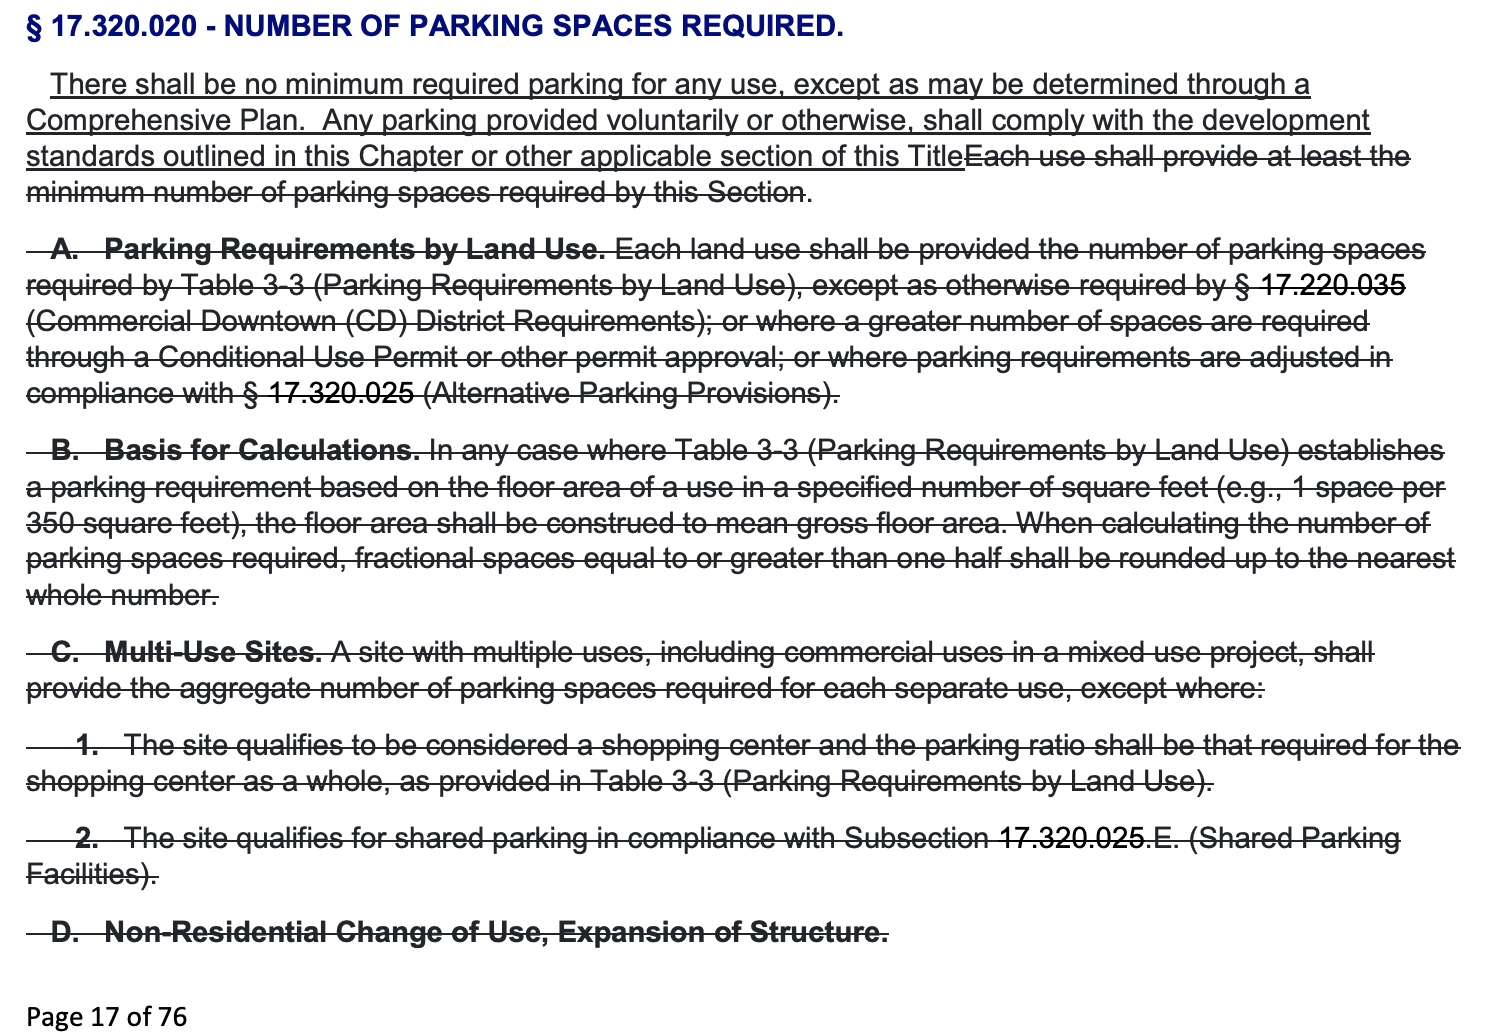 § 17.320.020 - NUMBER OF PARKING SPACES REQUIRED.
There shall be no minimum required parking for any use, except as may be determined through a
Comprehensive Plan.  Any parking provided voluntarily or otherwise, shall comply with the development
standards outlined in this Chapter or other applicable section of this TitleEach use shall provide at least the
minimum number of parking spaces required by this Section.
A. Parking Requirements by Land Use. Each land use shall be provided the number of parking spaces
required by Table 3-3 (Parking Requirements by Land Use), except as otherwise required by § 17.220.035
(Commercial Downtown (CD) District Requirements); or where a greater number of spaces are required
through a Conditional Use Permit or other permit approval; or where parking requirements are adjusted in
compliance with § 17.320.025 (Alternative Parking Provisions).
B. Basis for Calculations. In any case where Table 3-3 (Parking Requirements by Land Use) establishes
a parking requirement based on the floor area of a use in a specified number of square feet (e.g., 1 space per
350 square feet), the floor area shall be construed to mean gross floor area. When calculating the number of
parking spaces required, fractional spaces equal to or greater than one half shall be rounded up to the nearest
whole number.
C. Multi-Use Sites. A site with multiple uses, including commercial uses in a mixed use project, shall
provide the aggregate number of parking spaces required for each separate use, except where:
1. The site qualifies to be considered a shopping center and the parking ratio shall be that required for the
shopping center as a whole, as provided in Table 3-3 (Parking Requirements by Land Use).
2. The site qualifies for shared parking in compliance with Subsection 17.320.025.E. (Shared Parking
Facilities).
D. Non-Residential Change of Use, Expansion of Structure.
Page 17 of 76